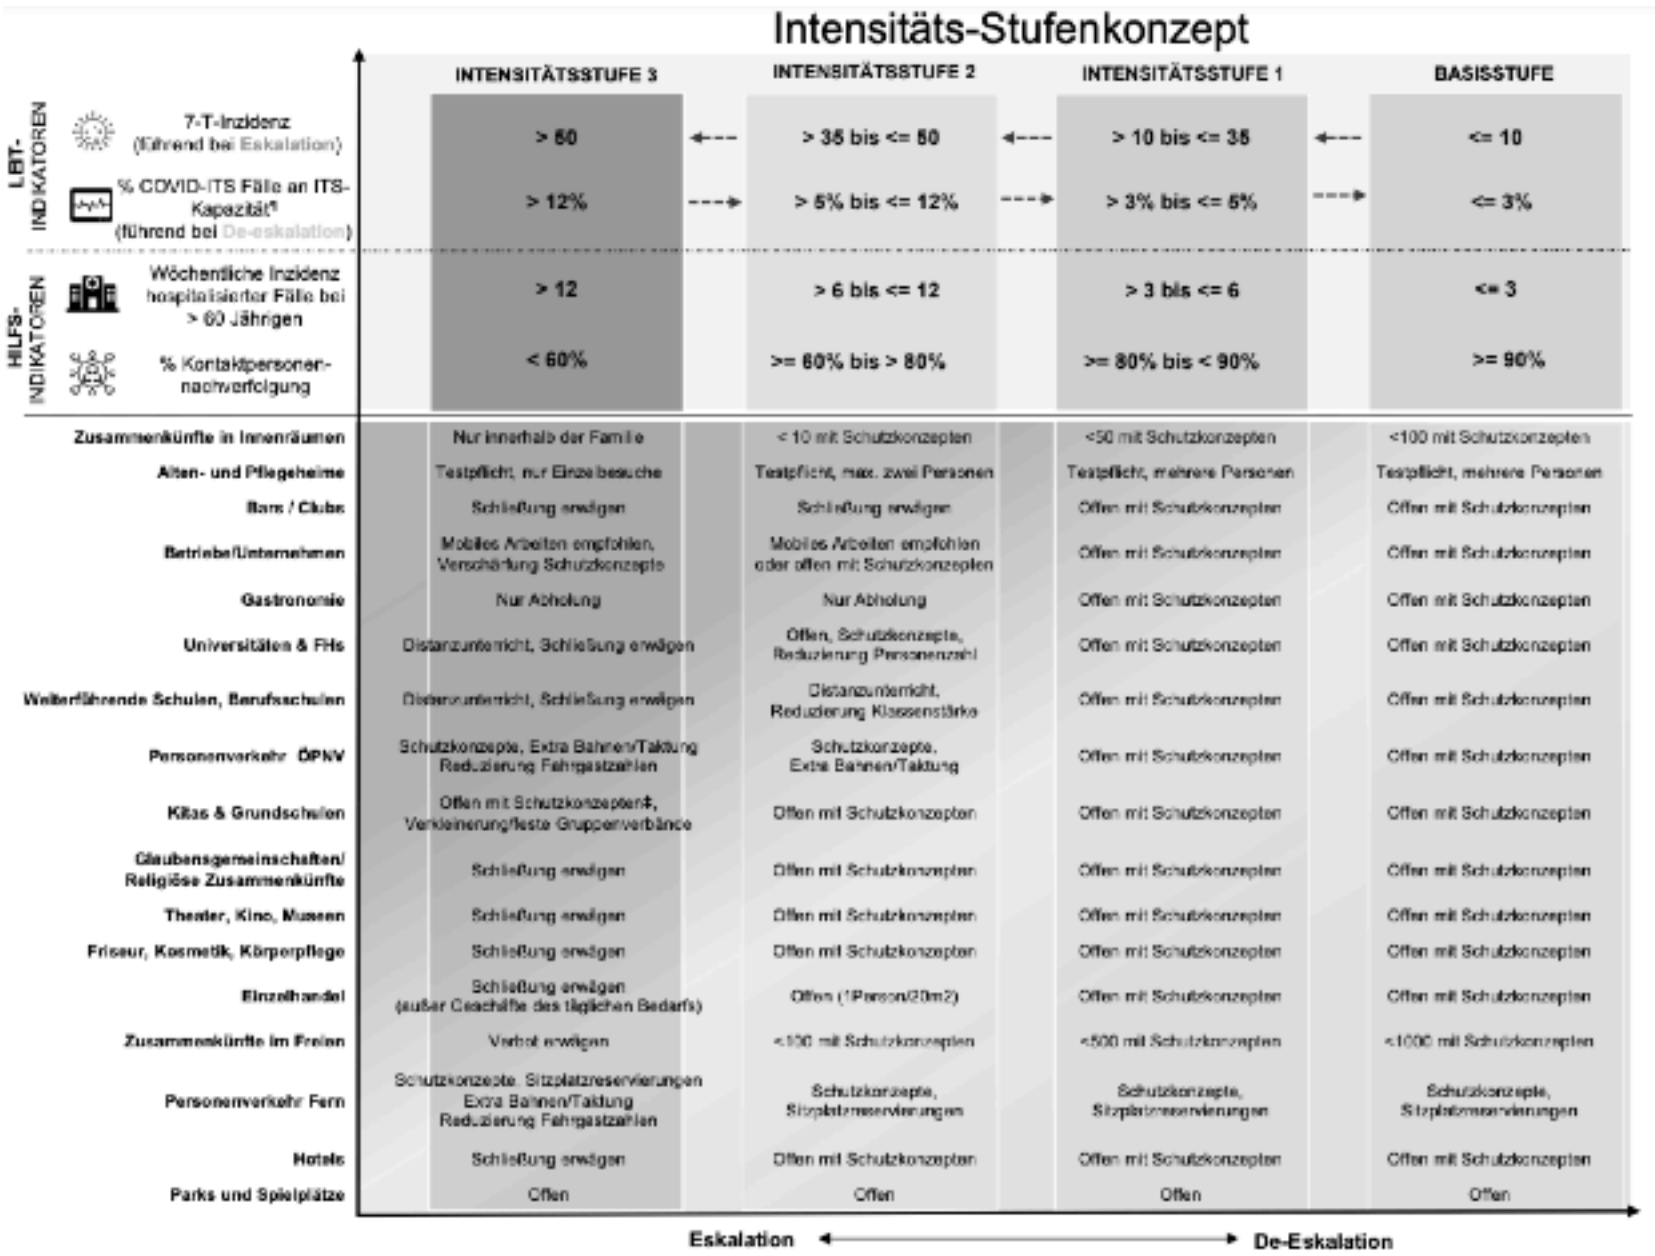 Intensitäts-Stufenkonzept
INTENSITÄTSSTUFE 3
INTENSITÄTSSTUFE 2
INTENSITÄTSSTUFE 1
BASISSTUFE
LEIT-
INDIKATOREN
7-T-Inzidenz
(führend bei Eskalation)
> 50
> 35 bis <= 50
> 10 bis <= 35
<= 10
% COVID-ITS Fälle an ITS-
Kapazität¶
(führend bei De-eskalation)
> 12%
> 5% bis <= 12%
> 3% bis <= 5%
<= 3%
HILFS-
INDIKATOREN
Wöchentliche Inzidenz
hospitalisierter Fälle bei
> 60 Jährigen
> 12
> 6 bis <= 12
> 3 bis <= 6
<= 3
% Kontaktpersonen-
nachverfolgung
< 60%
>= 60% bis > 80%
>= 80% bis < 90%
>= 90%
Zusammenkünfte in Innenräumen
Nur innerhalb der Familie
< 10 mit Schutzkonzepten
<50 mit Schutzkonzepten
<100 mit Schutzkonzepten
Alten- und Pflegeheime
Testpflicht, nur Einzelbesuche
Testpflicht, max. zwei Personen
Testpflicht, mehrere Personen
Testpflicht, mehrere Personen
Bars / Clubs
Schließung erwägen
Schließung erwägen
Offen mit Schutzkonzepten
Offen mit Schutzkonzepten
Betriebe/Unternehmen
Mobiles Arbeiten empfohlen,
Verschärfung Schutzkonzepte
Mobiles Arbeiten empfohlen
oder offen mit Schutzkonzepten
Offen mit Schutzkonzepten
Offen mit Schutzkonzepten
Gastronomie
Nur Abholung
Nur Abholung
Offen mit Schutzkonzepten
Offen mit Schutzkonzepten
Universitäten & FHs
Distanzunterricht, Schließung erwägen
Offen, Schutzkonzepte,
Reduzierung Personenzahl
Offen mit Schutzkonzepten
Offen mit Schutzkonzepten
Weiterführende Schulen, Berufsschulen
Distanzunterricht, Schließung erwägen
Distanzunterricht,
Reduzierung Klassenstärke
Offen mit Schutzkonzepten
Offen mit Schutzkonzepten
Personenverkehr ÖPNV
Schutzkonzepte, Extra Bahnen/Taktung
Reduzierung Fahrgastzahlen
Schutzkonzepte,
Extra Bahnen/Taktung
Offen mit Schutzkonzepten
Offen mit Schutzkonzepten
Kitas & Grundschulen
Offen mit Schutzkonzepten‡,
Verkleinerung/feste Gruppenverbände
Offen mit Schutzkonzepten
Offen mit Schutzkonzepten
Offen mit Schutzkonzepten
Glaubensgemeinschaften/
Religiöse Zusammenkünfte
Schließung erwägen
Offen mit Schutzkonzepten
Offen mit Schutzkonzepten
Offen mit Schutzkonzepten
Theater, Kino, Museen
Schließung erwägen
Offen mit Schutzkonzepten
Offen mit Schutzkonzepten
Offen mit Schutzkonzepten
Friseur, Kosmetik, Körperpflege
Schließung erwägen
Offen mit Schutzkonzepten
Offen mit Schutzkonzepten
Offen mit Schutzkonzepten
Einzelhandel
Schließung erwägen
(außer Geschäfte des täglichen Bedarfs)
Offen (1Person/20m2)
Offen mit Schutzkonzepten
Offen mit Schutzkonzepten
Zusammenkünfte im Freien
Verbot erwägen
<100 mit Schutzkonzepten
<500 mit Schutzkonzepten
<1000 mit Schutzkonzepten
Personenverkehr Fern
Schutzkonzepte, Sitzplatzreservierungen
Extra Bahnen/Taktung
Reduzierung Fahrgastzahlen
Schutzkonzepte,
Sitzplatzreservierungen
Schutzkonzepte,
Sitzplatzreservierungen
Schutzkonzepte,
Sitzplatzreservierungen
Hotels
Schließung erwägen
Offen mit Schutzkonzepten
Offen mit Schutzkonzepten
Offen mit Schutzkonzepten
Parks und Spielplätze
Offen
Offen
Offen
Offen
Eskalation
De-Eskalation